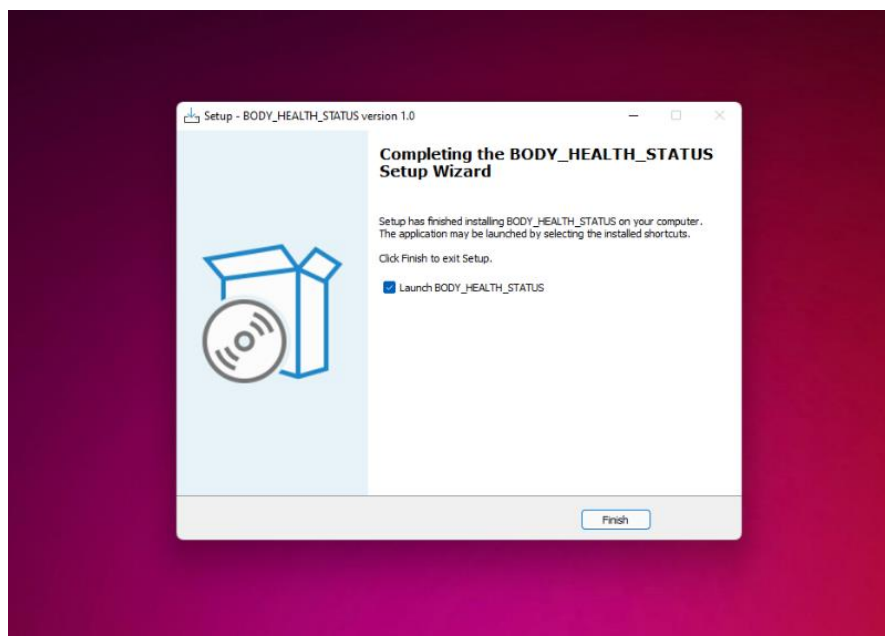 Setup - BODY_HEALTH_STATUS version 1.0
Completing the BODY_HEALTH_STATUS
Setup Wizard
Setup has finished installing BODY_HEALTH_STATUS on your computer.
The application may be launched by selecting the installed shortcuts.
Click Finish to exit Setup.
Launch BODY_HEALTH_STATUS
Finish